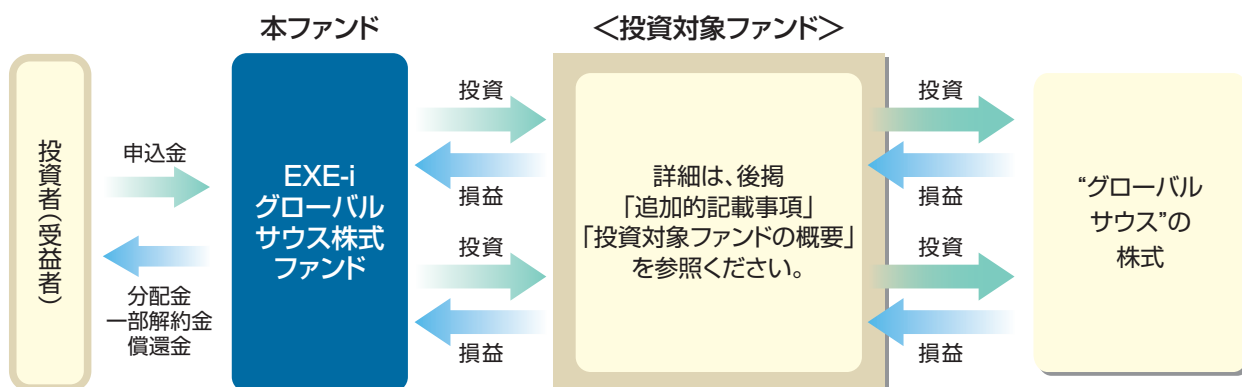 本ファンド
＜投資対象ファンド＞
投資者(受益者)
申込金
分配金
一部解約金
償還金
EXE-i
グローバル
サウス株式
ファンド
投資
損益
投資
損益
詳細は、後掲
「追加的記載事項」
「投資対象ファンドの概要」
を参照ください。
投資
損益
投資
損益
“グローバル
サウス”の
株式